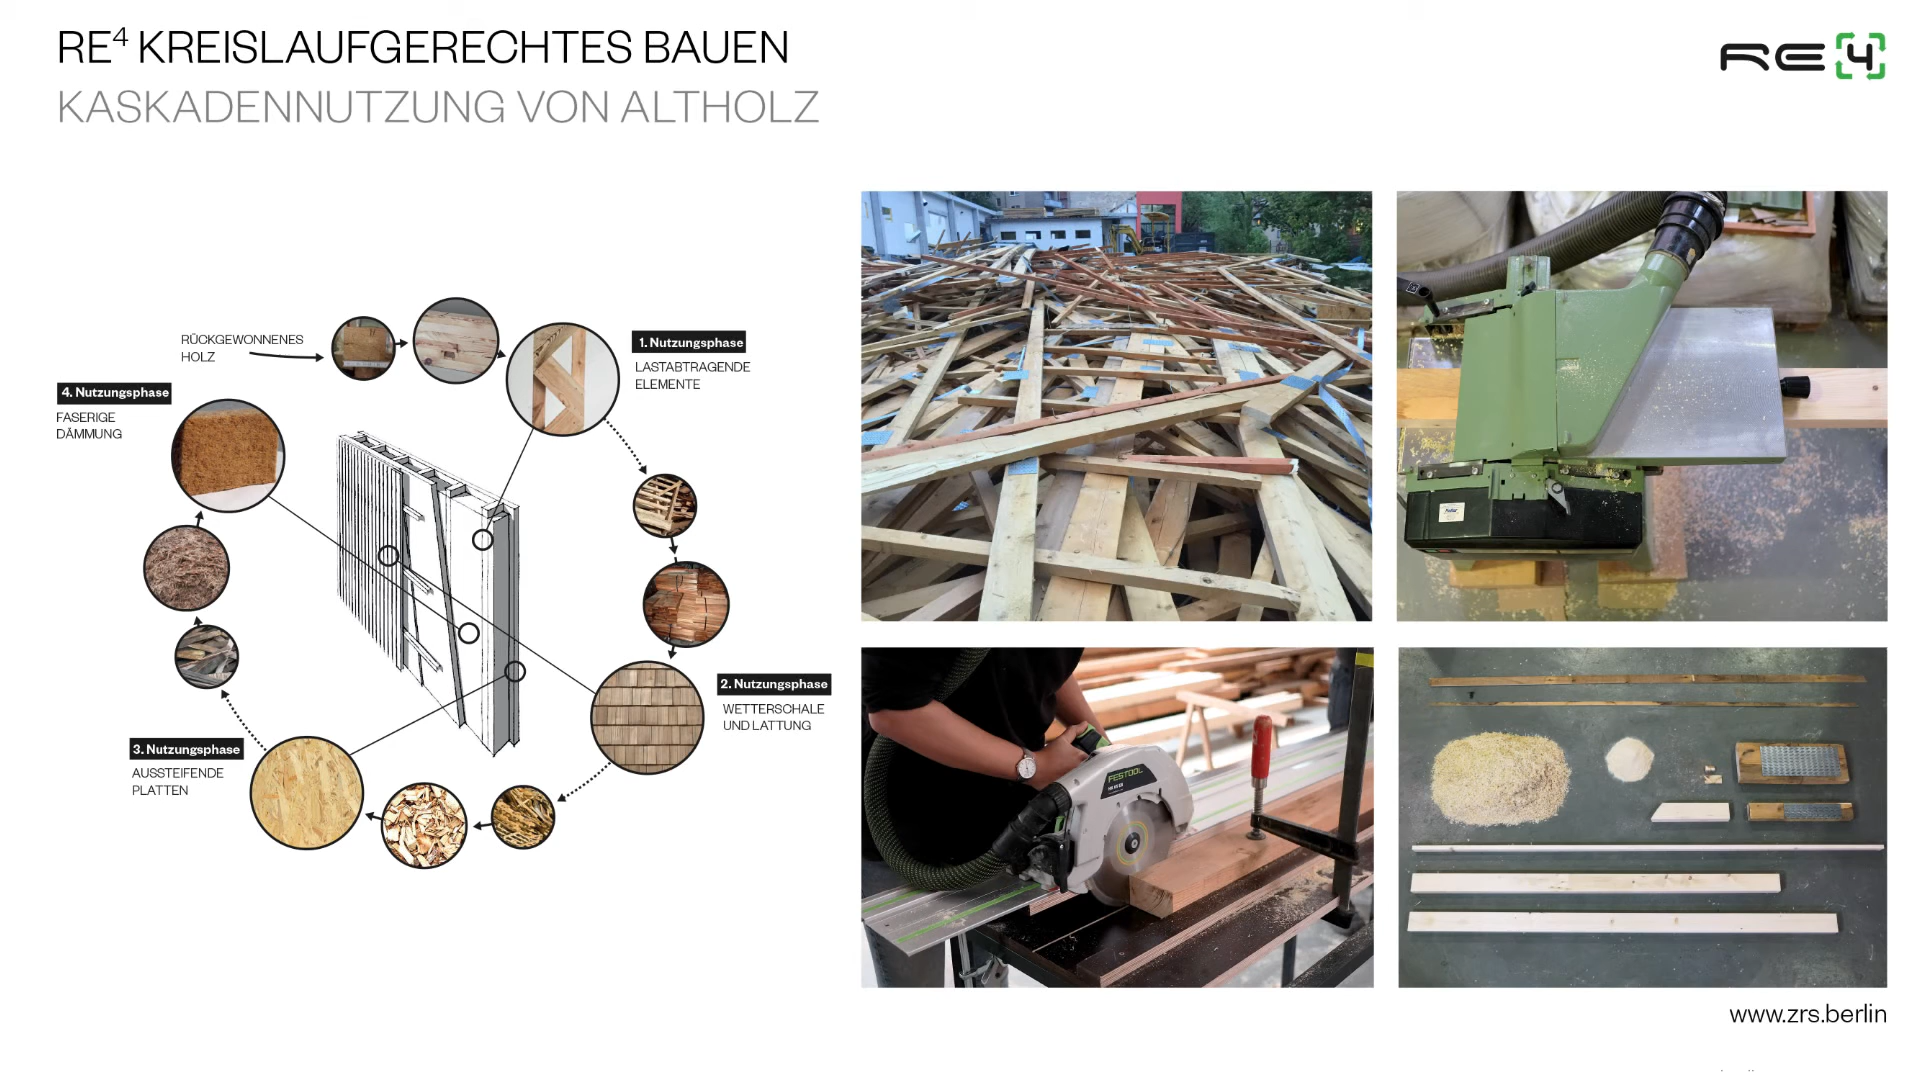 RE⁴ KREISLAUFGERECHTES BAUEN
KASKADENNUTZUNG VON ALTHOLZ
RE4
RÜCKGEWONNENES
HOLZ
1. Nutzungsphase
LASTABTRAGENDE
ELEMENTE
4. Nutzungsphase
FASERIGE
DÄMMUNG
2. Nutzungsphase
WETTERSCHALE
UND LATTUNG
3. Nutzungsphase
AUSSTEIFENDE
PLATTEN
FESTOOL
www.zrs.berlin